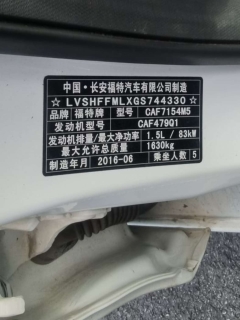 中国·长安福特汽车有限公司制造
★LVSHFFMLXGS744330★
品牌 福特牌 型号 CAF7154M5
发动机型号 CAF479Q1
发动机排量/最大净功率 1.5L / 83kW
最大允许总质量 1630kg
制造年月 2016-06 乘坐人数 5